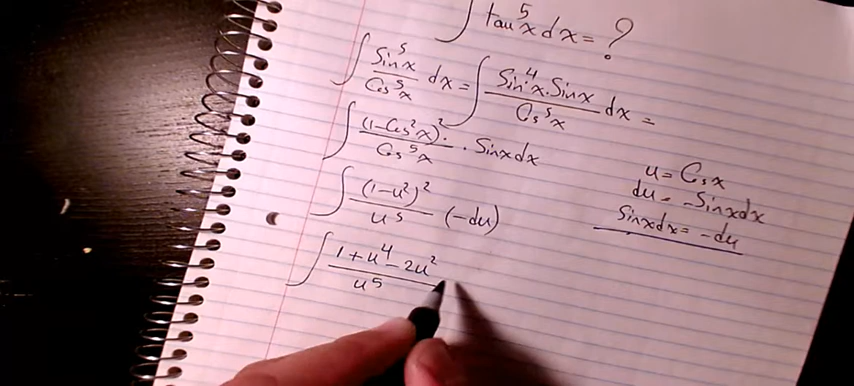 ∫ tan⁵x dx = ?
∫ Sin⁵x / Cos⁵x dx = ∫ Sin⁴x · Sinx / Cos⁵x dx =
∫ (1-Cos²x)² / Cos⁵x · Sinx dx
u = Cosx
du = -Sinx dx
Sinx dx = -du
∫ (1-u²)² / u⁵ (-du)
∫ 1+u⁴-2u² / u⁵